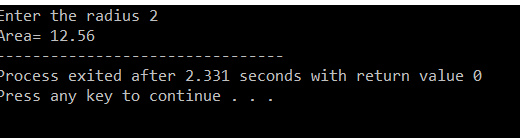 Enter the radius 2
Area= 12.56
--------------------------------
Process exited after 2.331 seconds with return value 0
Press any key to continue . . .